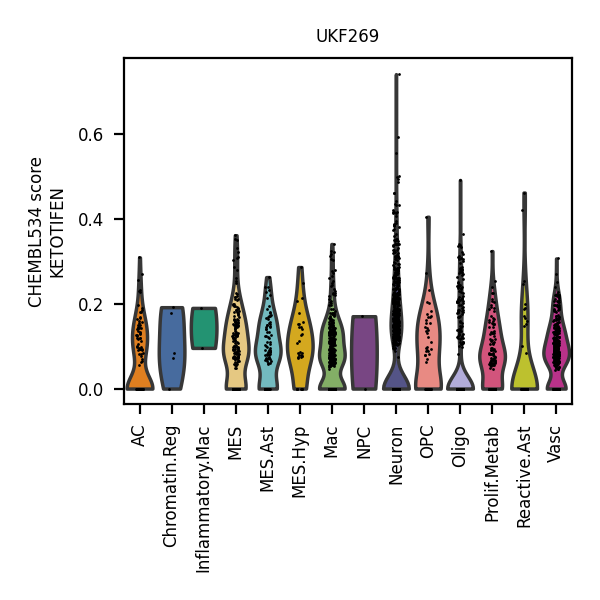 UKF269
CHEMBL534 score
KETOTIFEN
0.6
0.4
0.2
0.0
AC
Chromatin.Reg
Inflammatory.Mac
MES
MES.Ast
MES.Hyp
Mac
NPC
Neuron
OPC
Oligo
Prolif.Metab
Reactive.Ast
Vasc